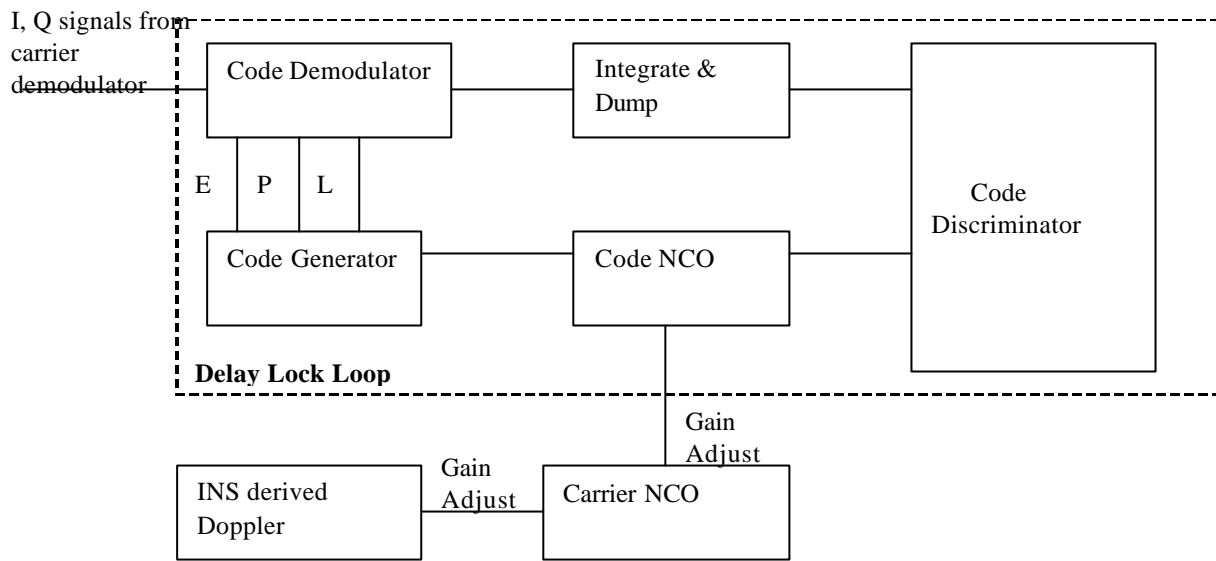 I, Q signals from
carrier
demodulator
Code Demodulator
Integrate &
Dump
E P L
Code
Discriminator
Code Generator
Code NCO
Delay Lock Loop
Gain
Adjust
INS derived
Doppler
Gain
Adjust
Carrier NCO